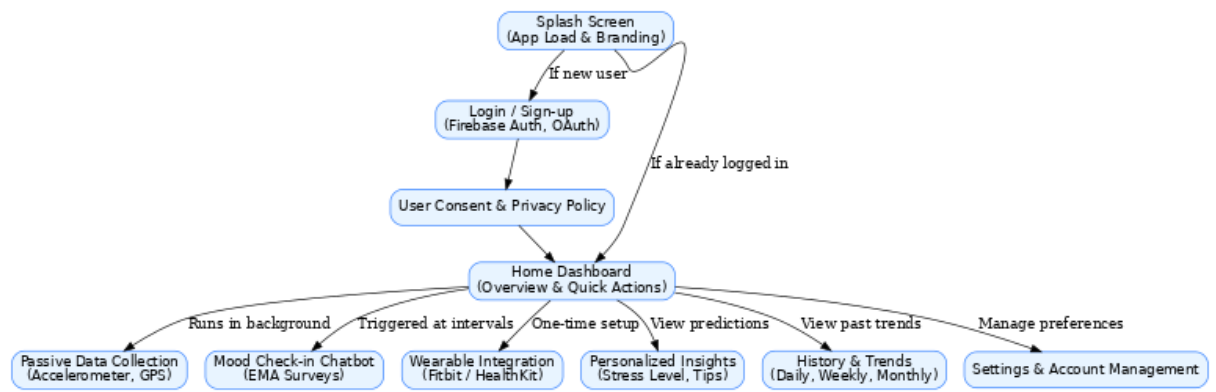 Splash Screen
(App Load & Branding)
If new user
Login / Sign-up
(Firebase Auth, OAuth)
If already logged in
User Consent & Privacy Policy
Home Dashboard
(Overview & Quick Actions)
Runs in background
Triggered at intervals
One-time setup
View predictions
View past trends
Manage preferences
Passive Data Collection
(Accelerometer, GPS)
Mood Check-in Chatbot
(EMA Surveys)
Wearable Integration
(Fitbit / HealthKit)
Personalized Insights
(Stress Level, Tips)
History & Trends
(Daily, Weekly, Monthly)
Settings & Account Management